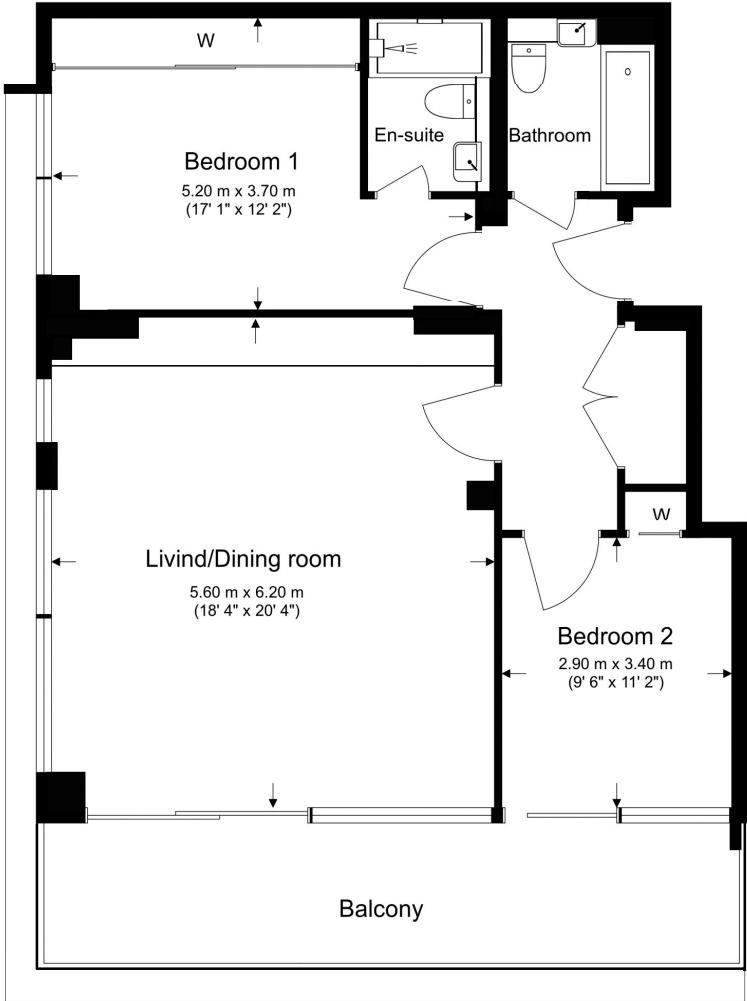 W
En-suite
Bathroom
Bedroom 1
5.20 m x 3.70 m
(17' 1" x 12' 2")
W
Livind/Dining room
5.60 m x 6.20 m
(18' 4" x 20' 4")
Bedroom 2
2.90 m x 3.40 m
(9' 6" x 11' 2")
Balcony